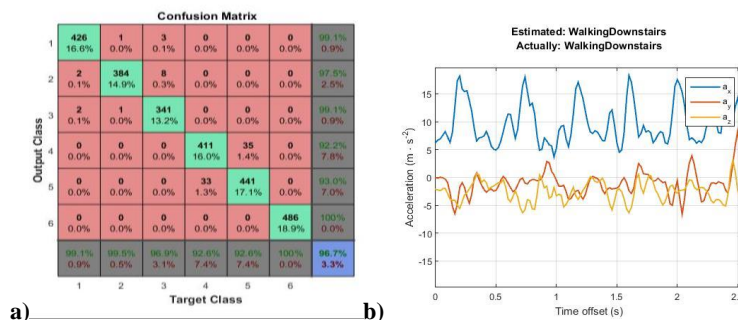 Confusion Matrix
1 426 1 3 0 0 0 99.1%
16.6% 0.0% 0.1% 0.0% 0.0% 0.0% 0.9%
2 2 384 8 0 0 0 97.5%
0.1% 14.9% 0.3% 0.0% 0.0% 0.0% 2.5%
3 2 1 341 0 0 0 99.1%
0.1% 0.0% 13.2% 0.0% 0.0% 0.0% 0.9%
4 0 0 0 411 35 0 92.2%
0.0% 0.0% 0.0% 16.0% 1.4% 0.0% 7.8%
5 0 0 0 33 441 0 93.0%
0.0% 0.0% 0.0% 1.3% 17.1% 0.0% 7.0%
6 0 0 0 0 0 486 100%
0.0% 0.0% 0.0% 0.0% 0.0% 18.9% 0.0%
99.1% 99.5% 96.9% 92.6% 92.6% 100% 96.7%
0.9% 0.5% 3.1% 7.4% 7.4% 0.0% 3.3%
1 2 3 4 5 6
Target Class
Output Class
a)
Estimated: WalkingDownstairs
Actually: WalkingDownstairs
a_x
a_y
a_z
15
10
5
0
-5
-10
-15
0 0.5 1 1.5 2 2.
Time offset (s)
Acceleration (m · s⁻²)
b)